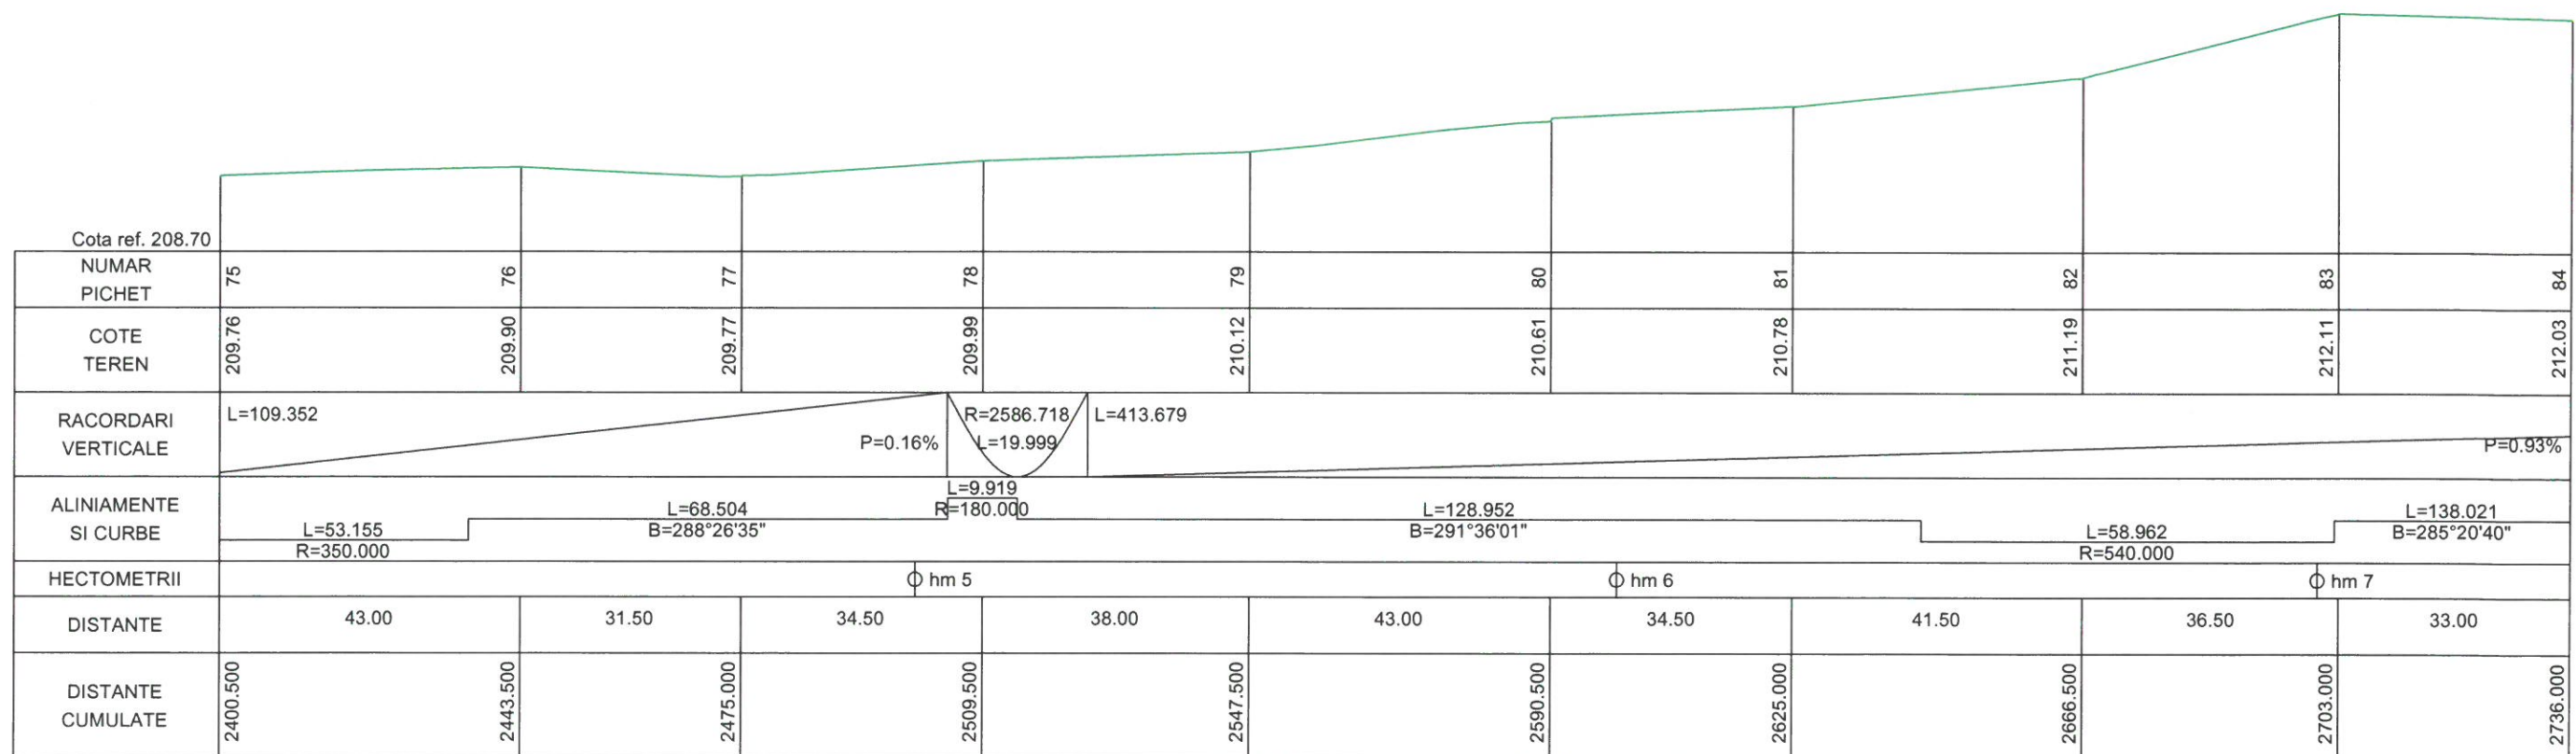 Cota ref. 208.70
NUMAR
PICHET
75 76 77 78 79 80 81 82 83 84
COTE
TEREN
209.76 209.90 209.77 209.99 210.12 210.61 210.78 211.19 212.11 212.03
RACORDARI
VERTICALE
L=109.352 R=2586.718 L=413.679
P=0.16% L=19.999 P=0.93%
ALINIAMENTE
SI CURBE
L=53.155
R=350.000
L=68.504
B=288°26'35"
L=9.919
R=180.000
L=128.952
B=291°36'01"
L=58.962
R=540.000
L=138.021
B=285°20'40"
HECTOMETRII
hm 5 hm 6 hm 7
DISTANTE
43.00 31.50 34.50 38.00 43.00 34.50 41.50 36.50 33.00
DISTANTE
CUMULATE
2400.500 2443.500 2475.000 2509.500 2547.500 2590.500 2625.000 2666.500 2703.000 2736.000